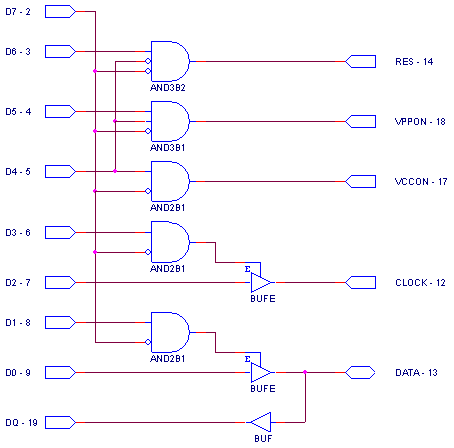 D7 - 2
D6 - 3
RES - 14
AND3B2
D5 - 4
VPPON - 18
AND3B1
D4 - 5
VCCON - 17
AND2B1
D3 - 6
AND2B1
E
D2 - 7
CLOCK - 12
BUFE
D1 - 8
AND2B1
E
D0 - 9
DATA - 13
BUFE
DQ - 19
BUF